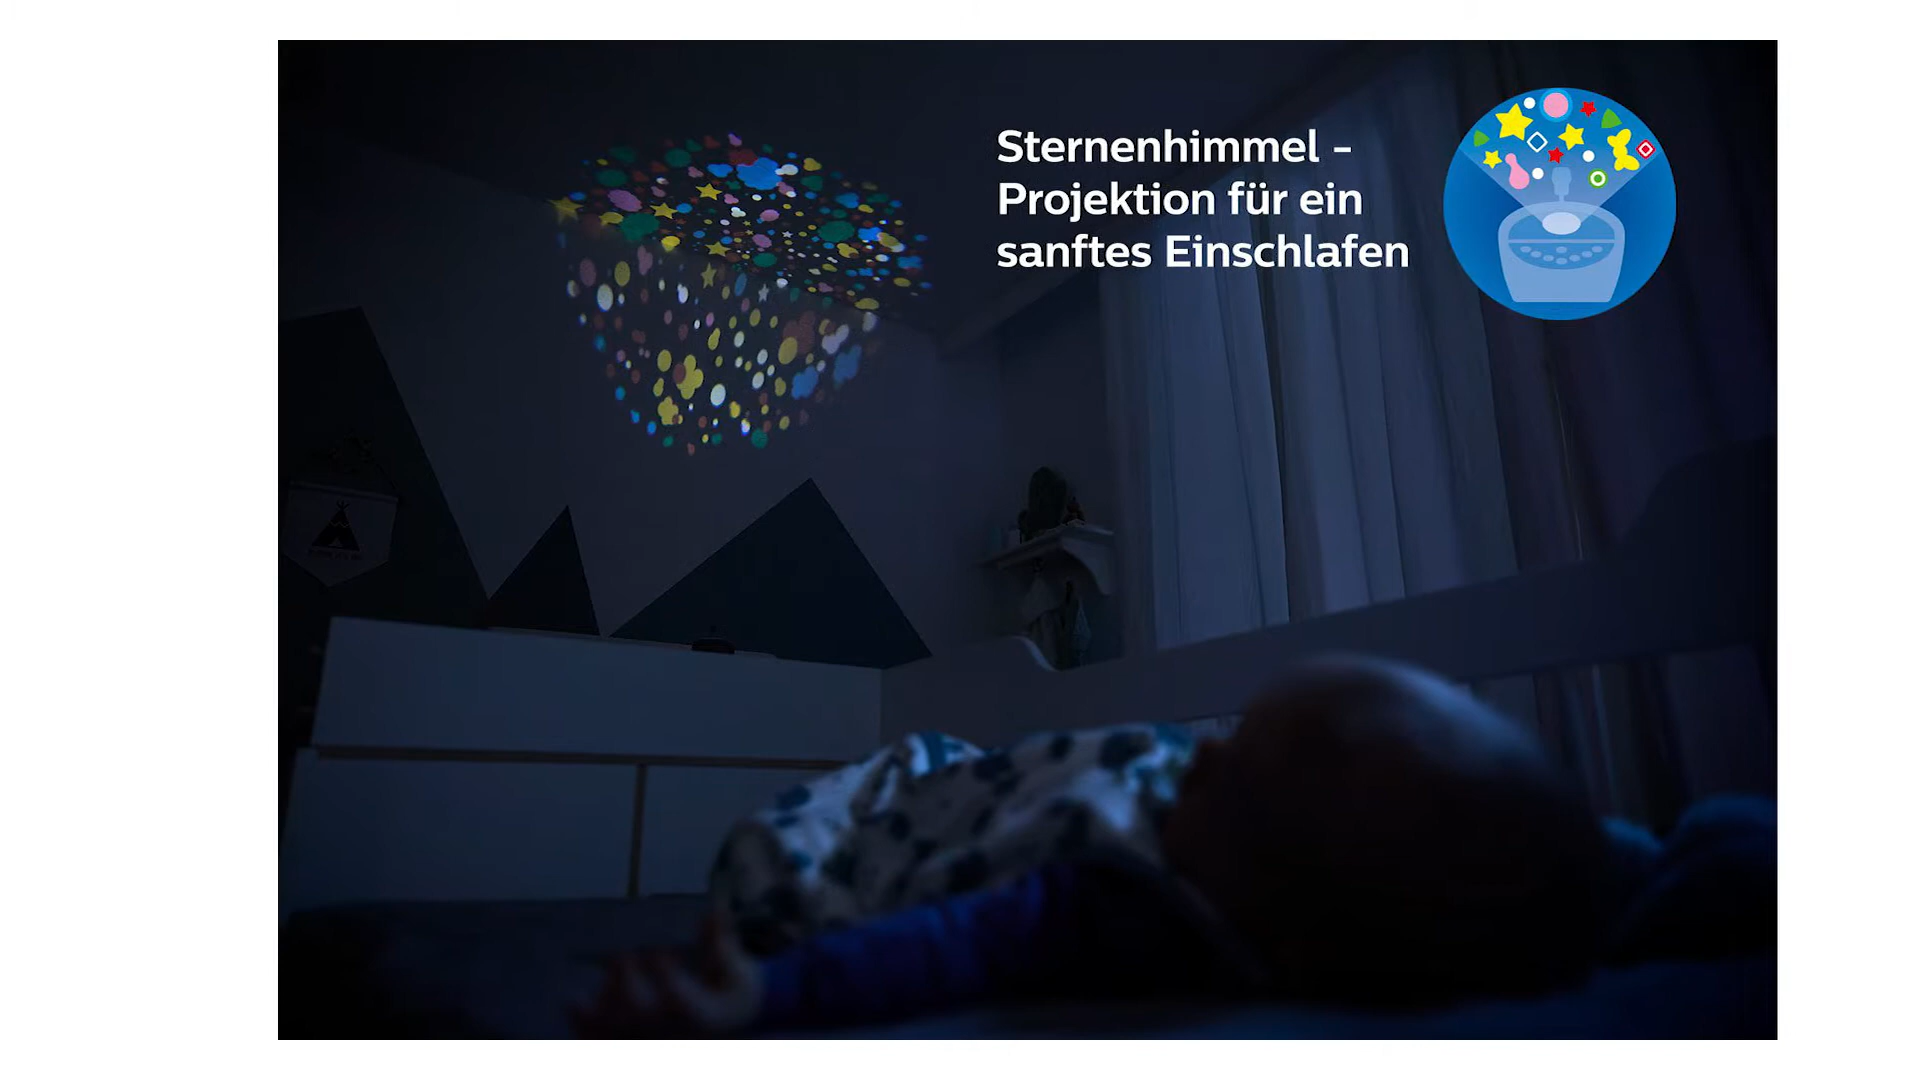 Sternenhimmel –
Projektion für ein
sanftes Einschlafen